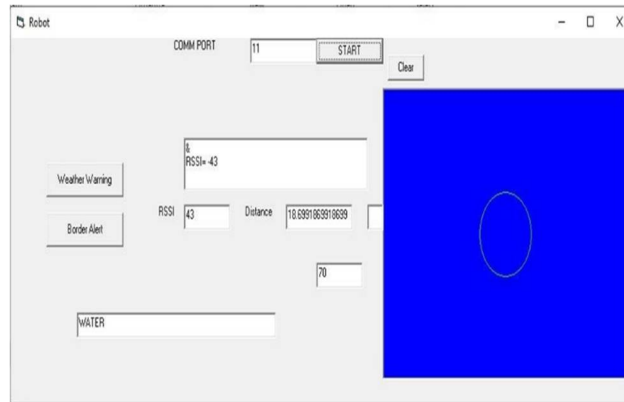 Robot
COMM PORT
11
START
Clear
&
RSSI= -43
Weather Warning
RSSI
43
Distance
18.6991869918699
Border Alert
70
WATER